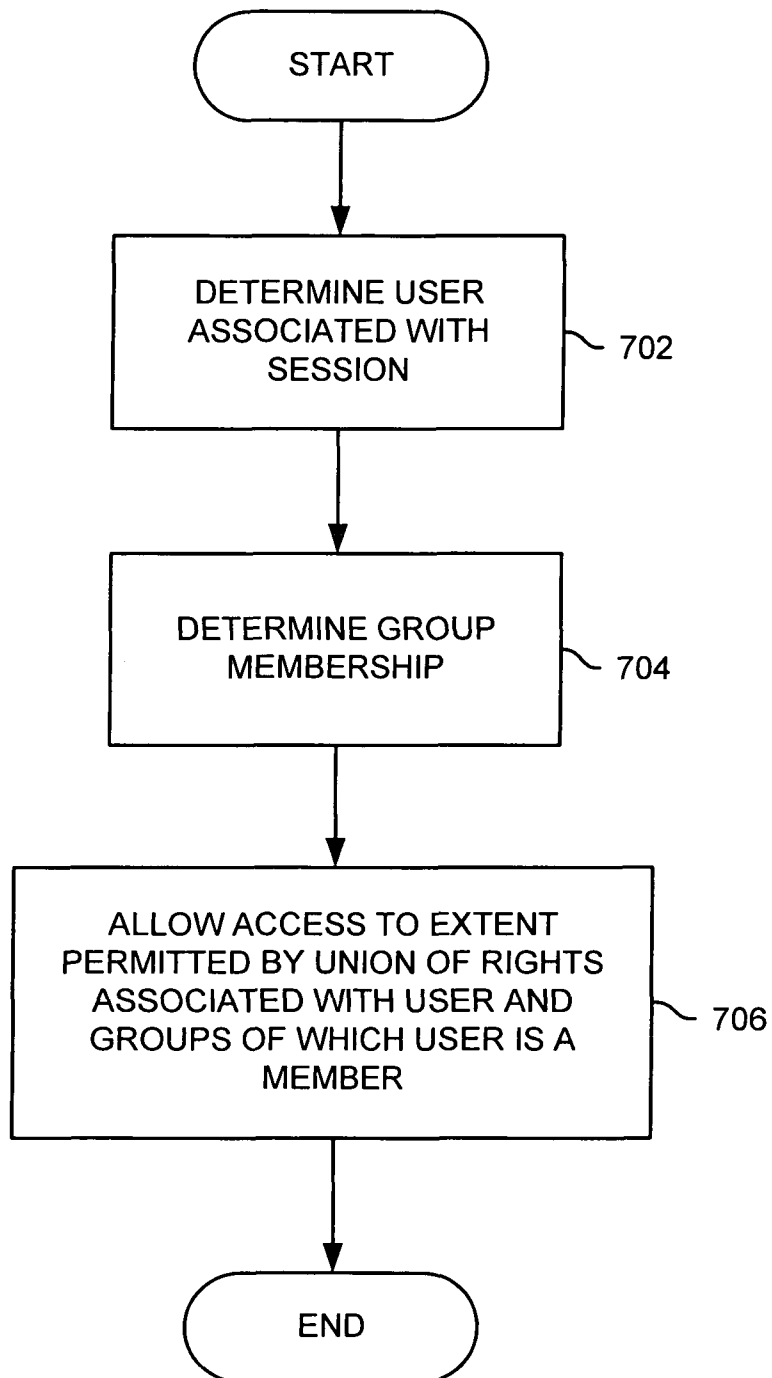 START
DETERMINE USER
ASSOCIATED WITH
SESSION
702
DETERMINE GROUP
MEMBERSHIP
704
ALLOW ACCESS TO EXTENT
PERMITTED BY UNION OF RIGHTS
ASSOCIATED WITH USER AND
GROUPS OF WHICH USER IS A
MEMBER
706
END